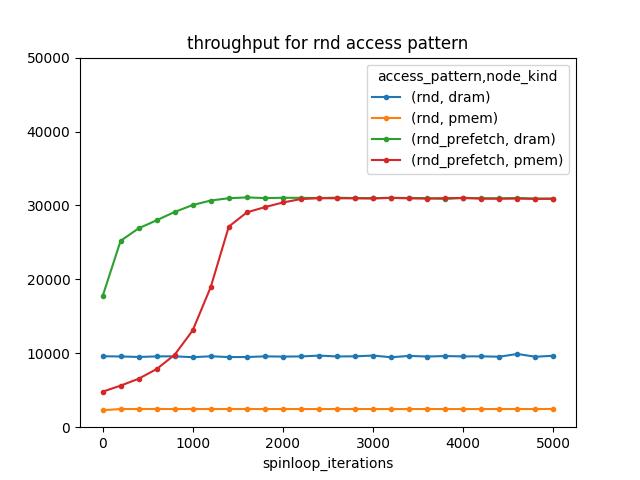 throughput for rnd access pattern
50000
40000
30000
20000
10000
0
access_pattern,node_kind
(rnd, dram)
(rnd, pmem)
(rnd_prefetch, dram)
(rnd_prefetch, pmem)
0 1000 2000 3000 4000 5000
spinloop_iterations